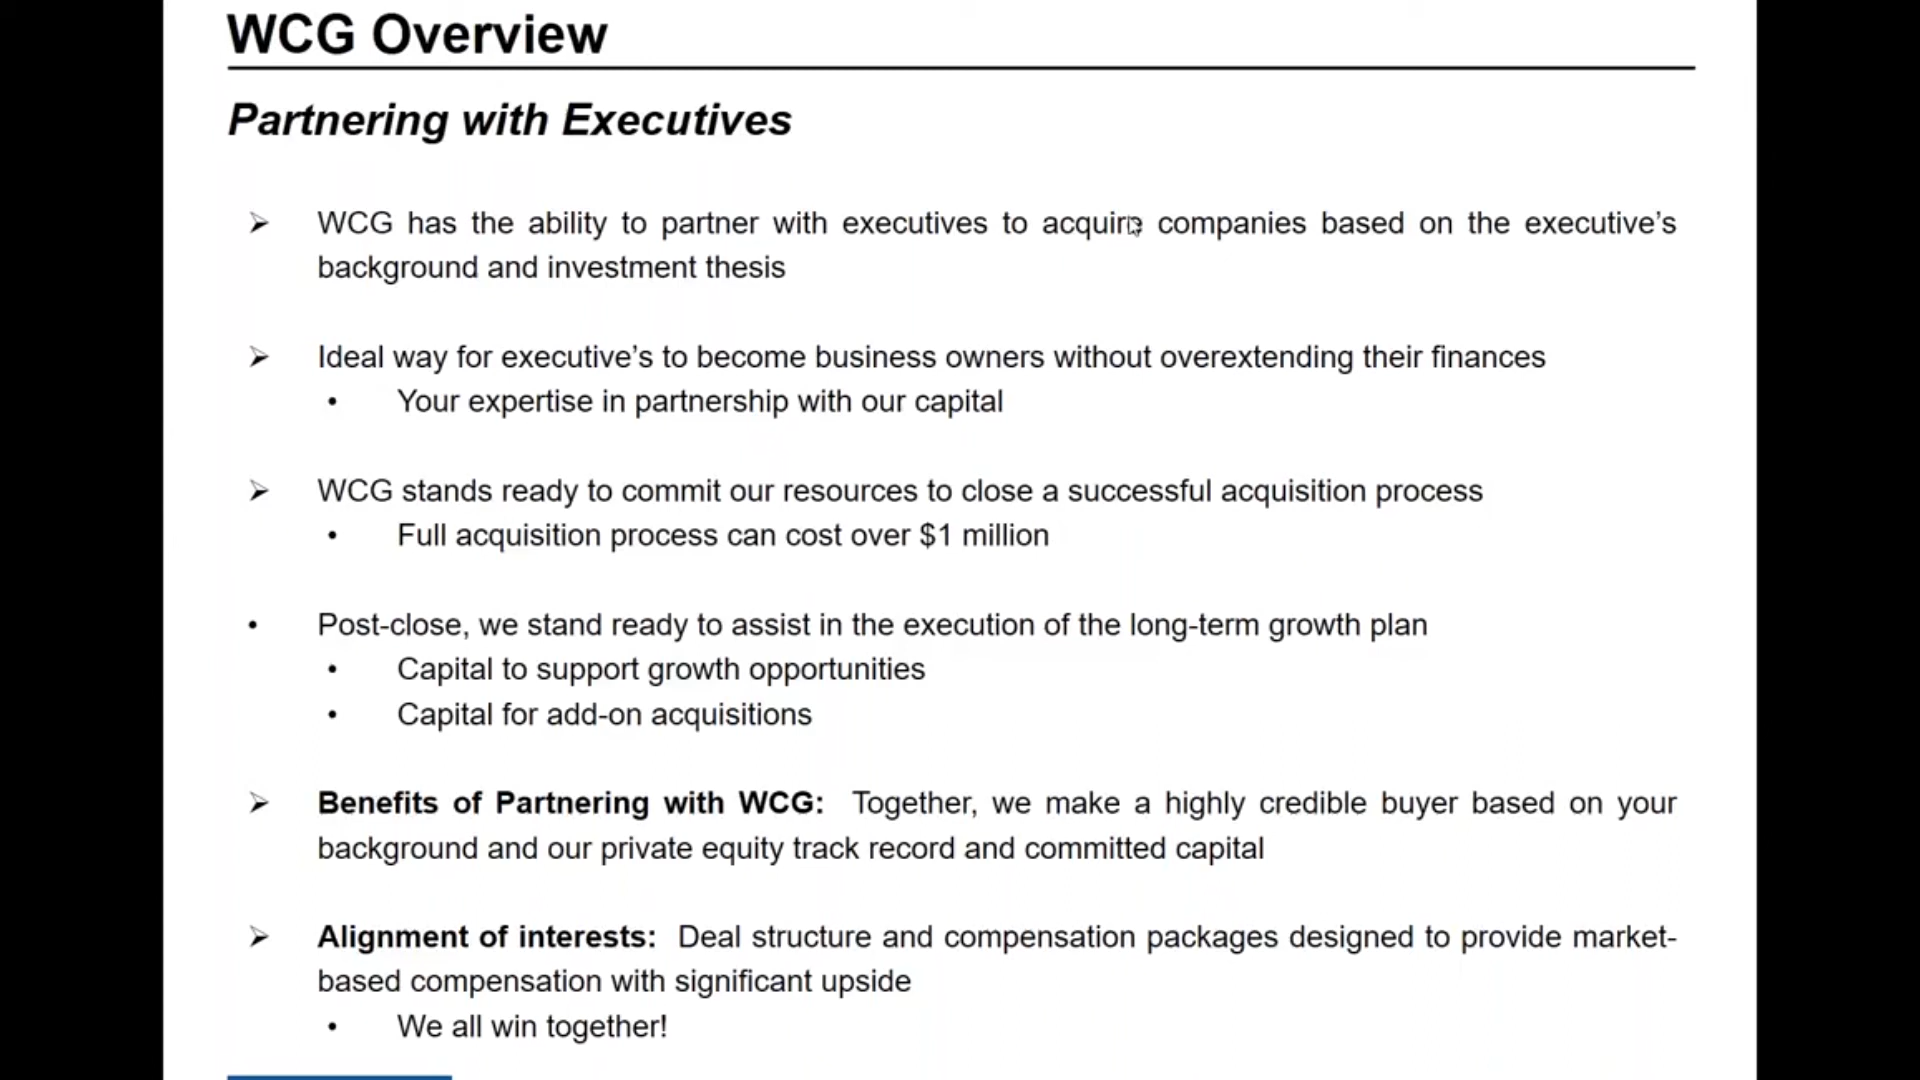 WCG Overview
Partnering with Executives
➢ WCG has the ability to partner with executives to acquire companies based on the executive’s
background and investment thesis
➢ Ideal way for executive’s to become business owners without overextending their finances
• Your expertise in partnership with our capital
➢ WCG stands ready to commit our resources to close a successful acquisition process
• Full acquisition process can cost over $1 million
• Post-close, we stand ready to assist in the execution of the long-term growth plan
• Capital to support growth opportunities
• Capital for add-on acquisitions
➢ Benefits of Partnering with WCG: Together, we make a highly credible buyer based on your
background and our private equity track record and committed capital
➢ Alignment of interests: Deal structure and compensation packages designed to provide market-
based compensation with significant upside
• We all win together!